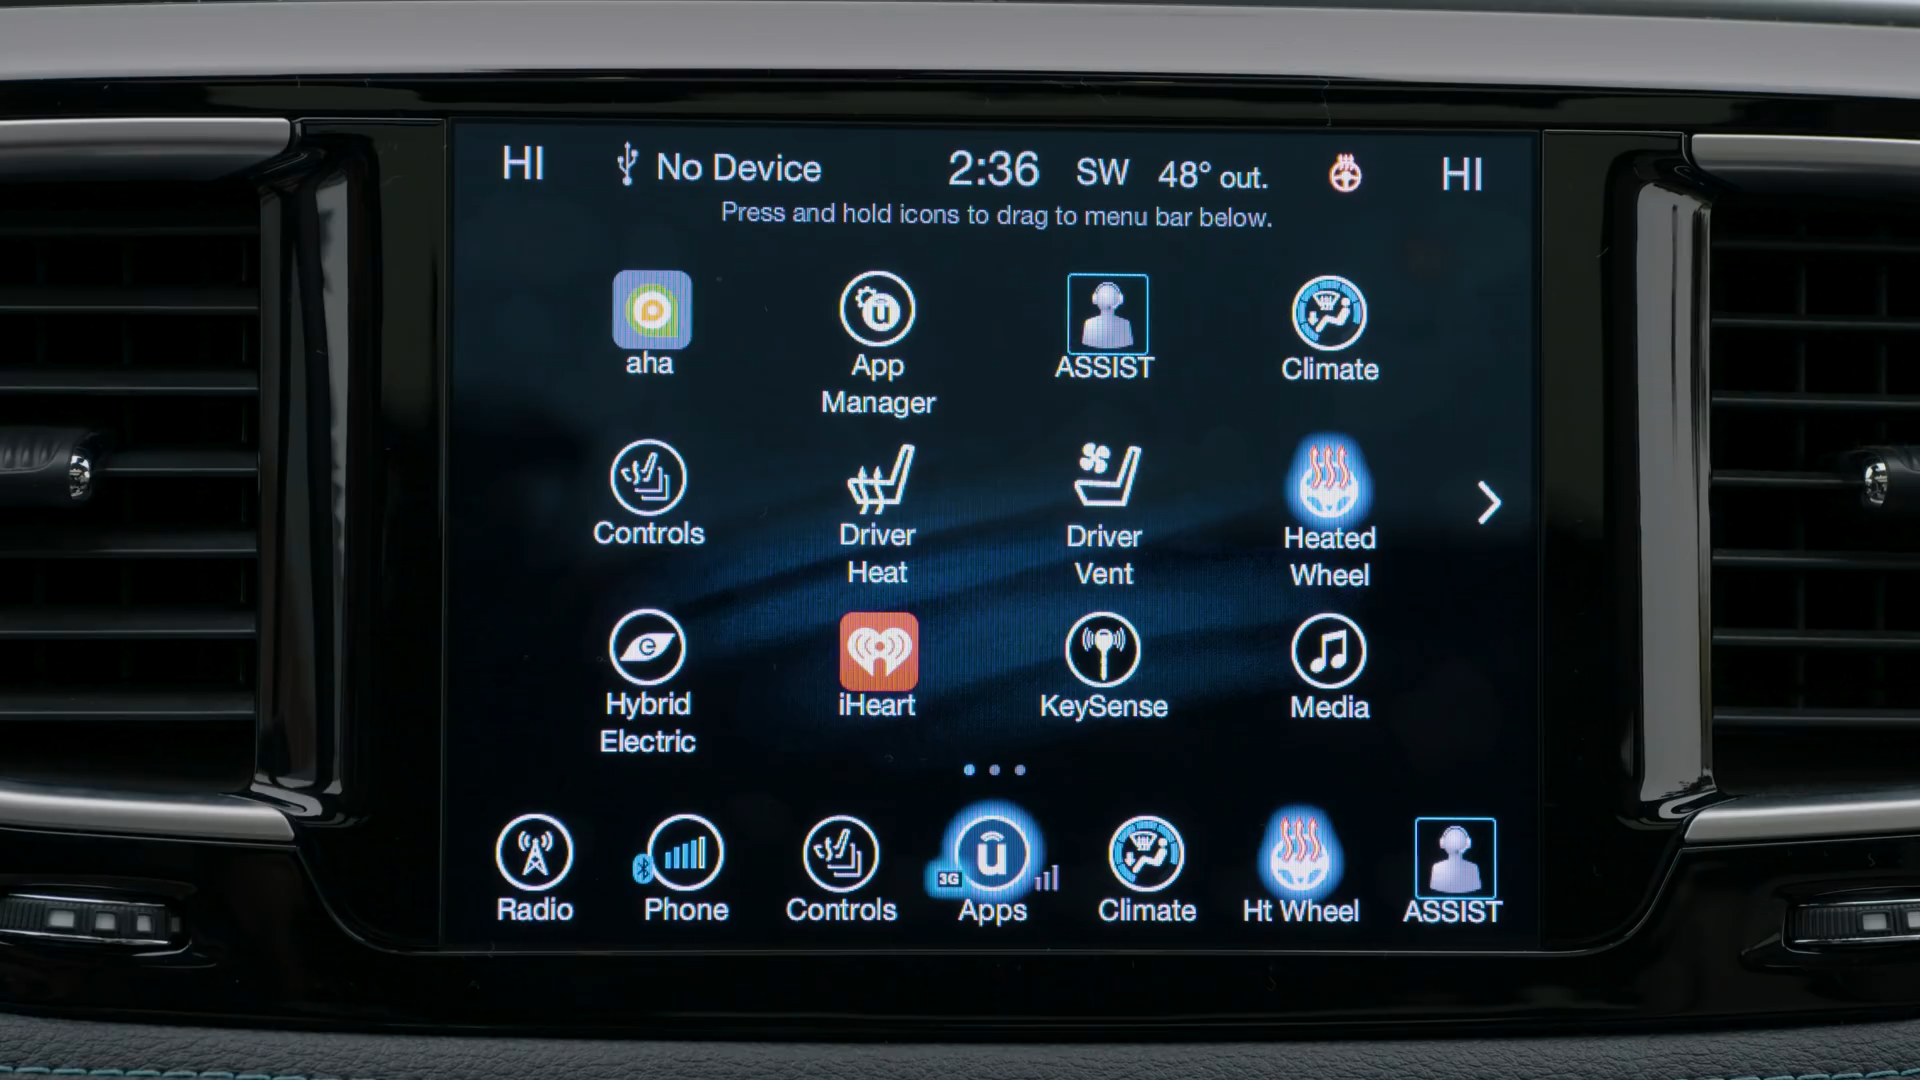 HI No Device 2:36 SW 48° out. HI
Press and hold icons to drag to menu bar below.
aha
App
Manager
ASSIST
Climate
Controls
Driver
Heat
Driver
Vent
Heated
Wheel
Hybrid
Electric
iHeart
KeySense
Media
Radio
Phone
Controls
3G
Apps
Climate
Ht Wheel
ASSIST